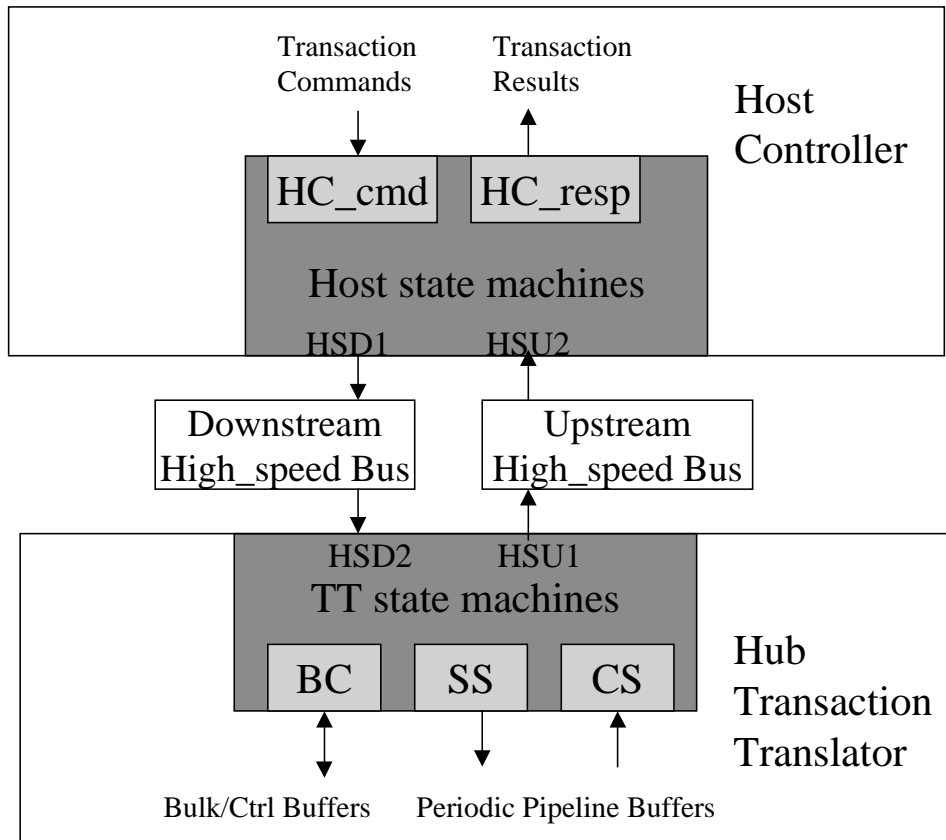 Transaction
Commands
Transaction
Results
Host
Controller
HC_cmd
HC_resp
Host state machines
HSD1
HSU2
Downstream
High_speed Bus
Upstream
High_speed Bus
HSD2
HSU1
TT state machines
BC
SS
CS
Hub
Transaction
Translator
Bulk/Ctrl Buffers
Periodic Pipeline Buffers